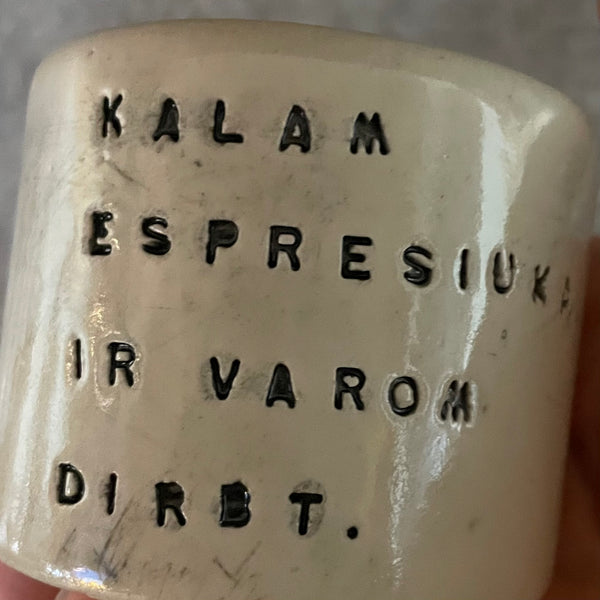 KALAM
ESPRESIUKĄ
IR VAROM
DIRBT.